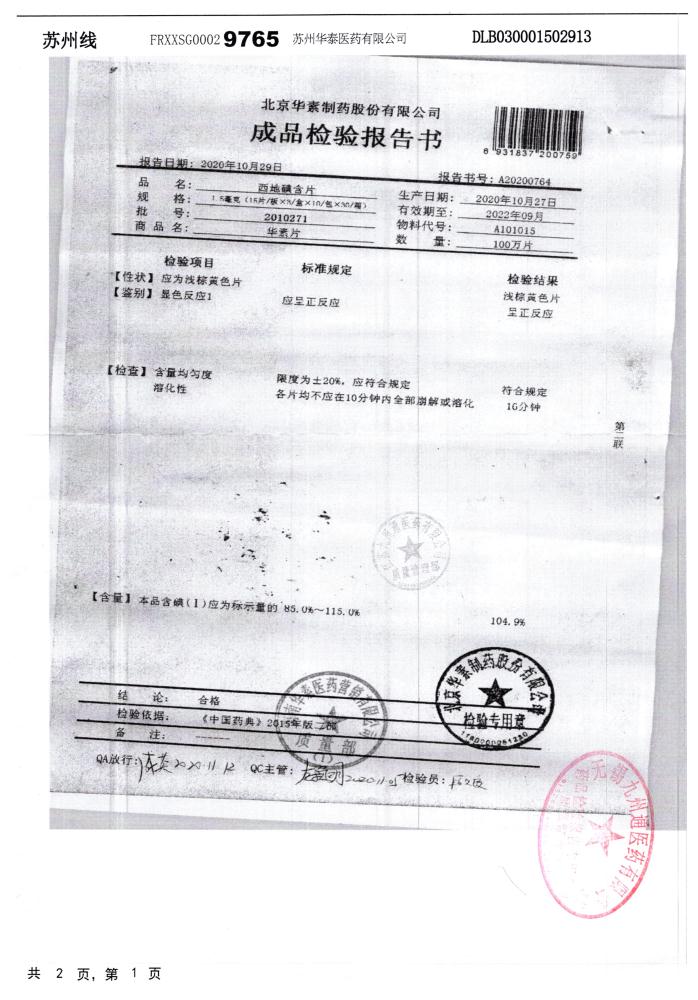 苏州线 FRXXSG0002 9765 苏州华泰医药有限公司 DLB030001502913
北京华素制药股份有限公司
成品检验报告书
6 931837 200759
报告日期: 2020年10月29日 报告书号: A20200764
品 名: 西地碘含片 生产日期: 2020年10月27日
规 格: 1.5毫克 (15片/板× /盒×10/包×30/箱) 有效期至: 2022年09月
批 号: 2010271 物料代号: A101015
商 品 名: 华素片 数 量: 100万片
检验项目 标准规定 检验结果
【性状】 应为浅棕黄色片 浅棕黄色片
【鉴别】 显色反应1 应呈正反应 呈正反应
【检查】 含量均匀度 限度为±20%, 应符合规定 符合规定
溶化性 各片均不应在10分钟内全部崩解或溶化 16分钟
第二联
【含量】 本品含碘(I)应为标示量的 85.0%~115.0% 104.9%
北京华素制药股份有限公司
检验专用章
质量管理部
结 论: 合格
检验依据: 《中国药典》2015年版二部
备 注: ------
质量部
(1)
QA放行: 2020.11.12 QC主管: 检验员:
无锡九州通医药有限公司
共 2 页, 第 1 页